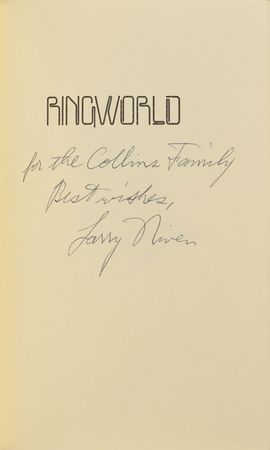 RINGWORLD
for the Collins Family
Best wishes,
Larry Niven